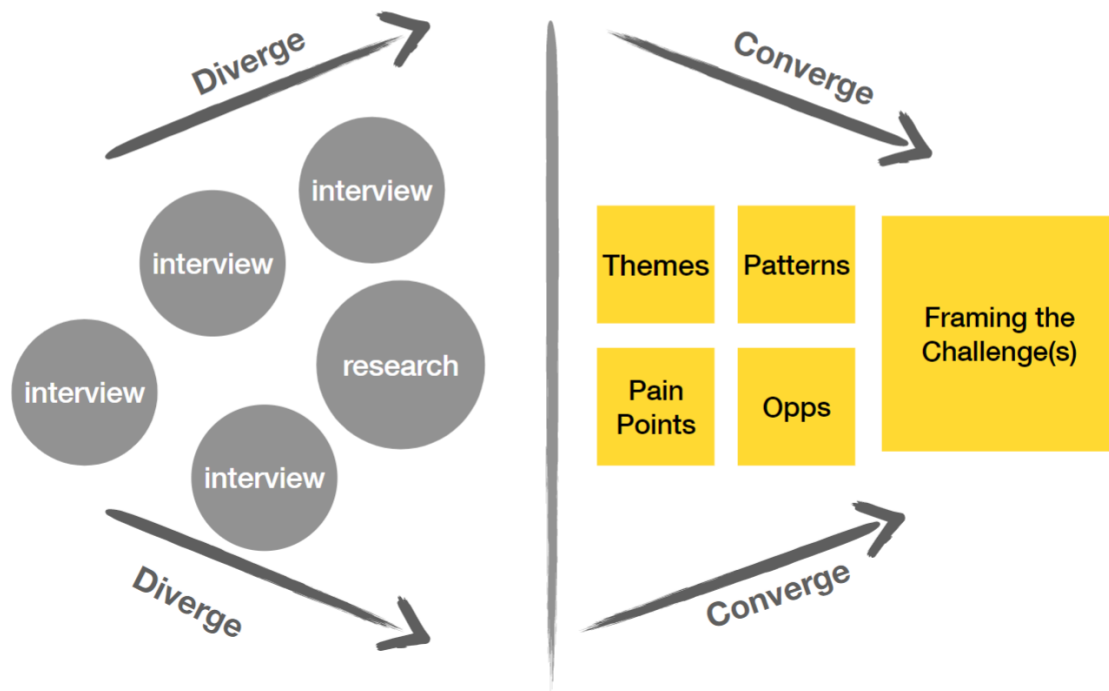 Diverge
interview
interview
interview
research
interview
Diverge
Converge
Themes
Patterns
Pain
Points
Opps
Framing the
Challenge(s)
Converge